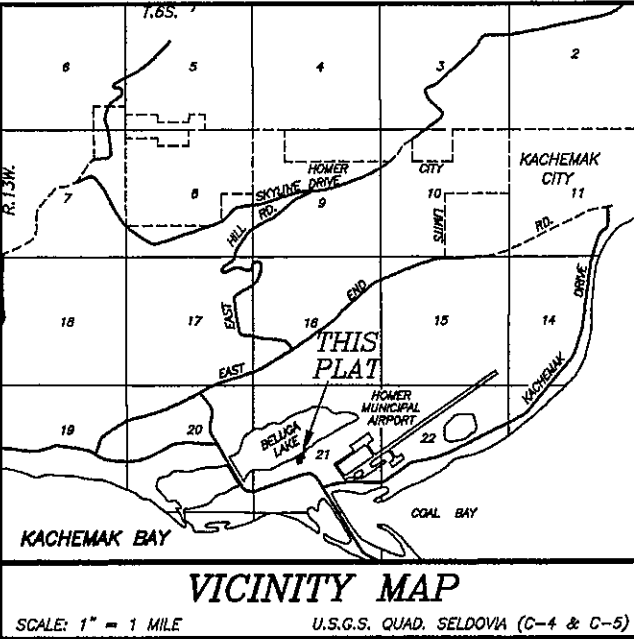 T.6S.
6
5
4
3
2
R.13W.
7
8
SKYLINE DRIVE
HOMER
9
CITY
10
LIMITS
KACHEMAK
CITY
11
HILL RD.
RD.
18
17
EAST
16
END
15
14
DRIVE
THIS
PLAT
EAST
KACHEMAK
HOMER
MUNICIPAL
AIRPORT
19
20
BELUGA
LAKE
21
22
COAL BAY
KACHEMAK BAY
VICINITY MAP
SCALE: 1" = 1 MILE
U.S.G.S. QUAD. SELDOVIA (C-4 & C-5)